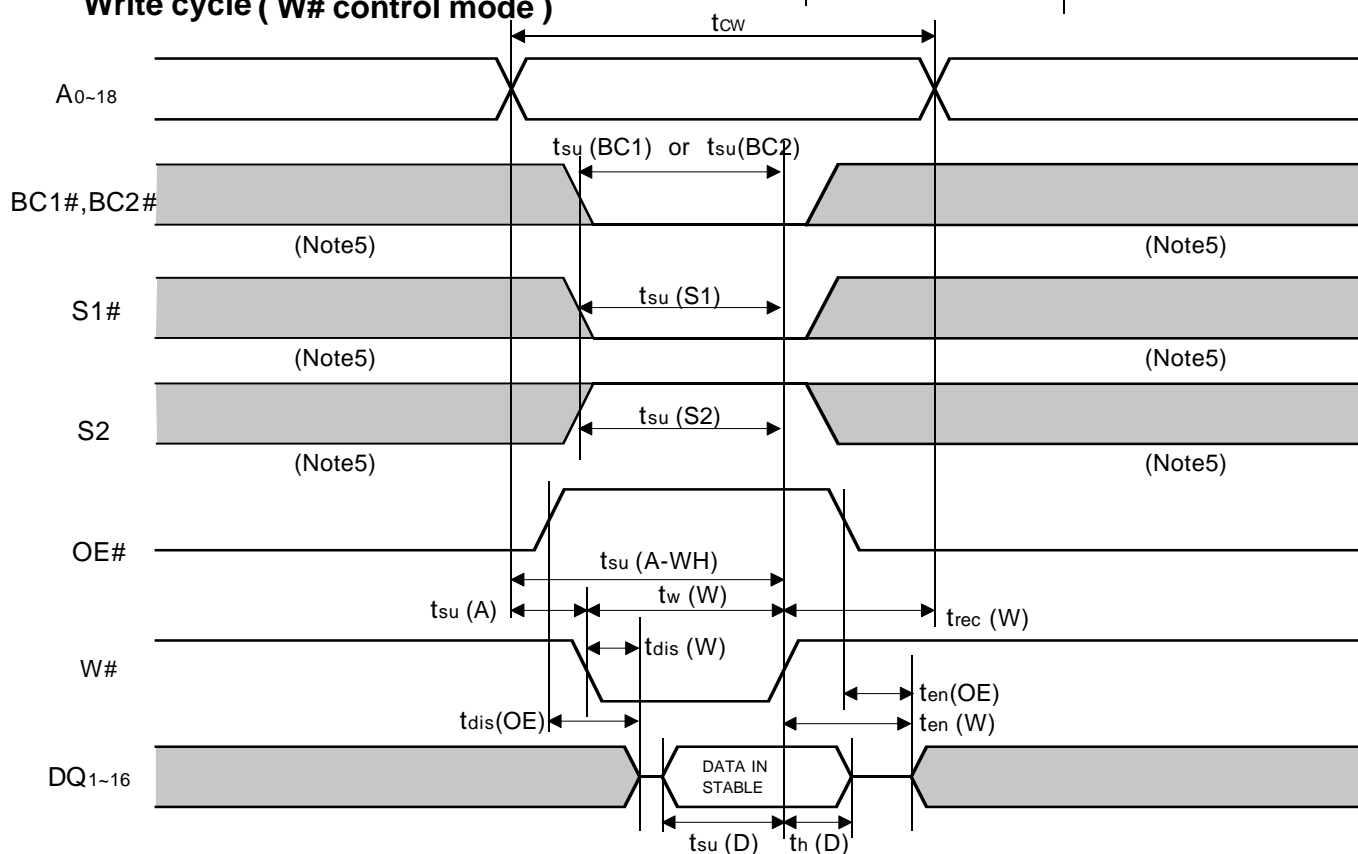 Write cycle ( W# control mode )
tCW
A0~18
tsu (BC1) or tsu(BC2)
BC1#,BC2#
(Note5) (Note5)
S1#
tsu (S1)
(Note5) (Note5)
S2
tsu (S2)
(Note5) (Note5)
OE#
tsu (A-WH)
tsu (A) tw (W) trec (W)
W#
tdis (W)
ten(OE)
tdis(OE) ten (W)
DQ1~16
DATA IN
STABLE
tsu (D) th (D)